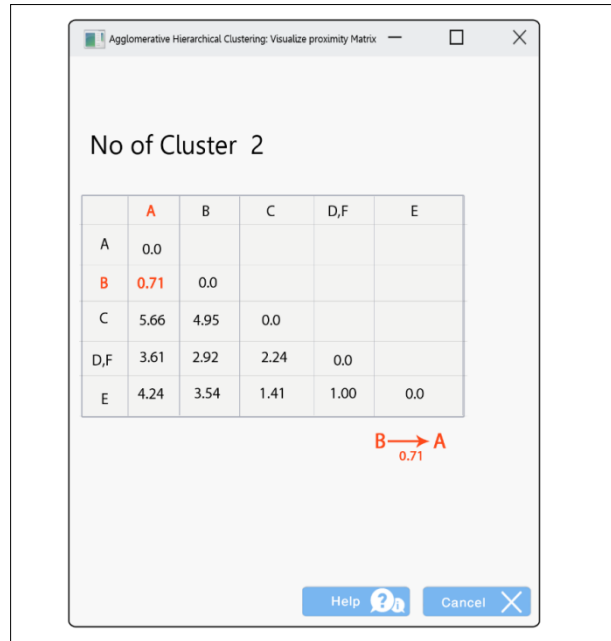 Agglomerative Hierarchical Clustering: Visualize proximity Matrix
No of Cluster 2
A B C D,F E
A 0.0
B 0.71 0.0
C 5.66 4.95 0.0
D,F 3.61 2.92 2.24 0.0
E 4.24 3.54 1.41 1.00 0.0
B A
0.71
Help Cancel